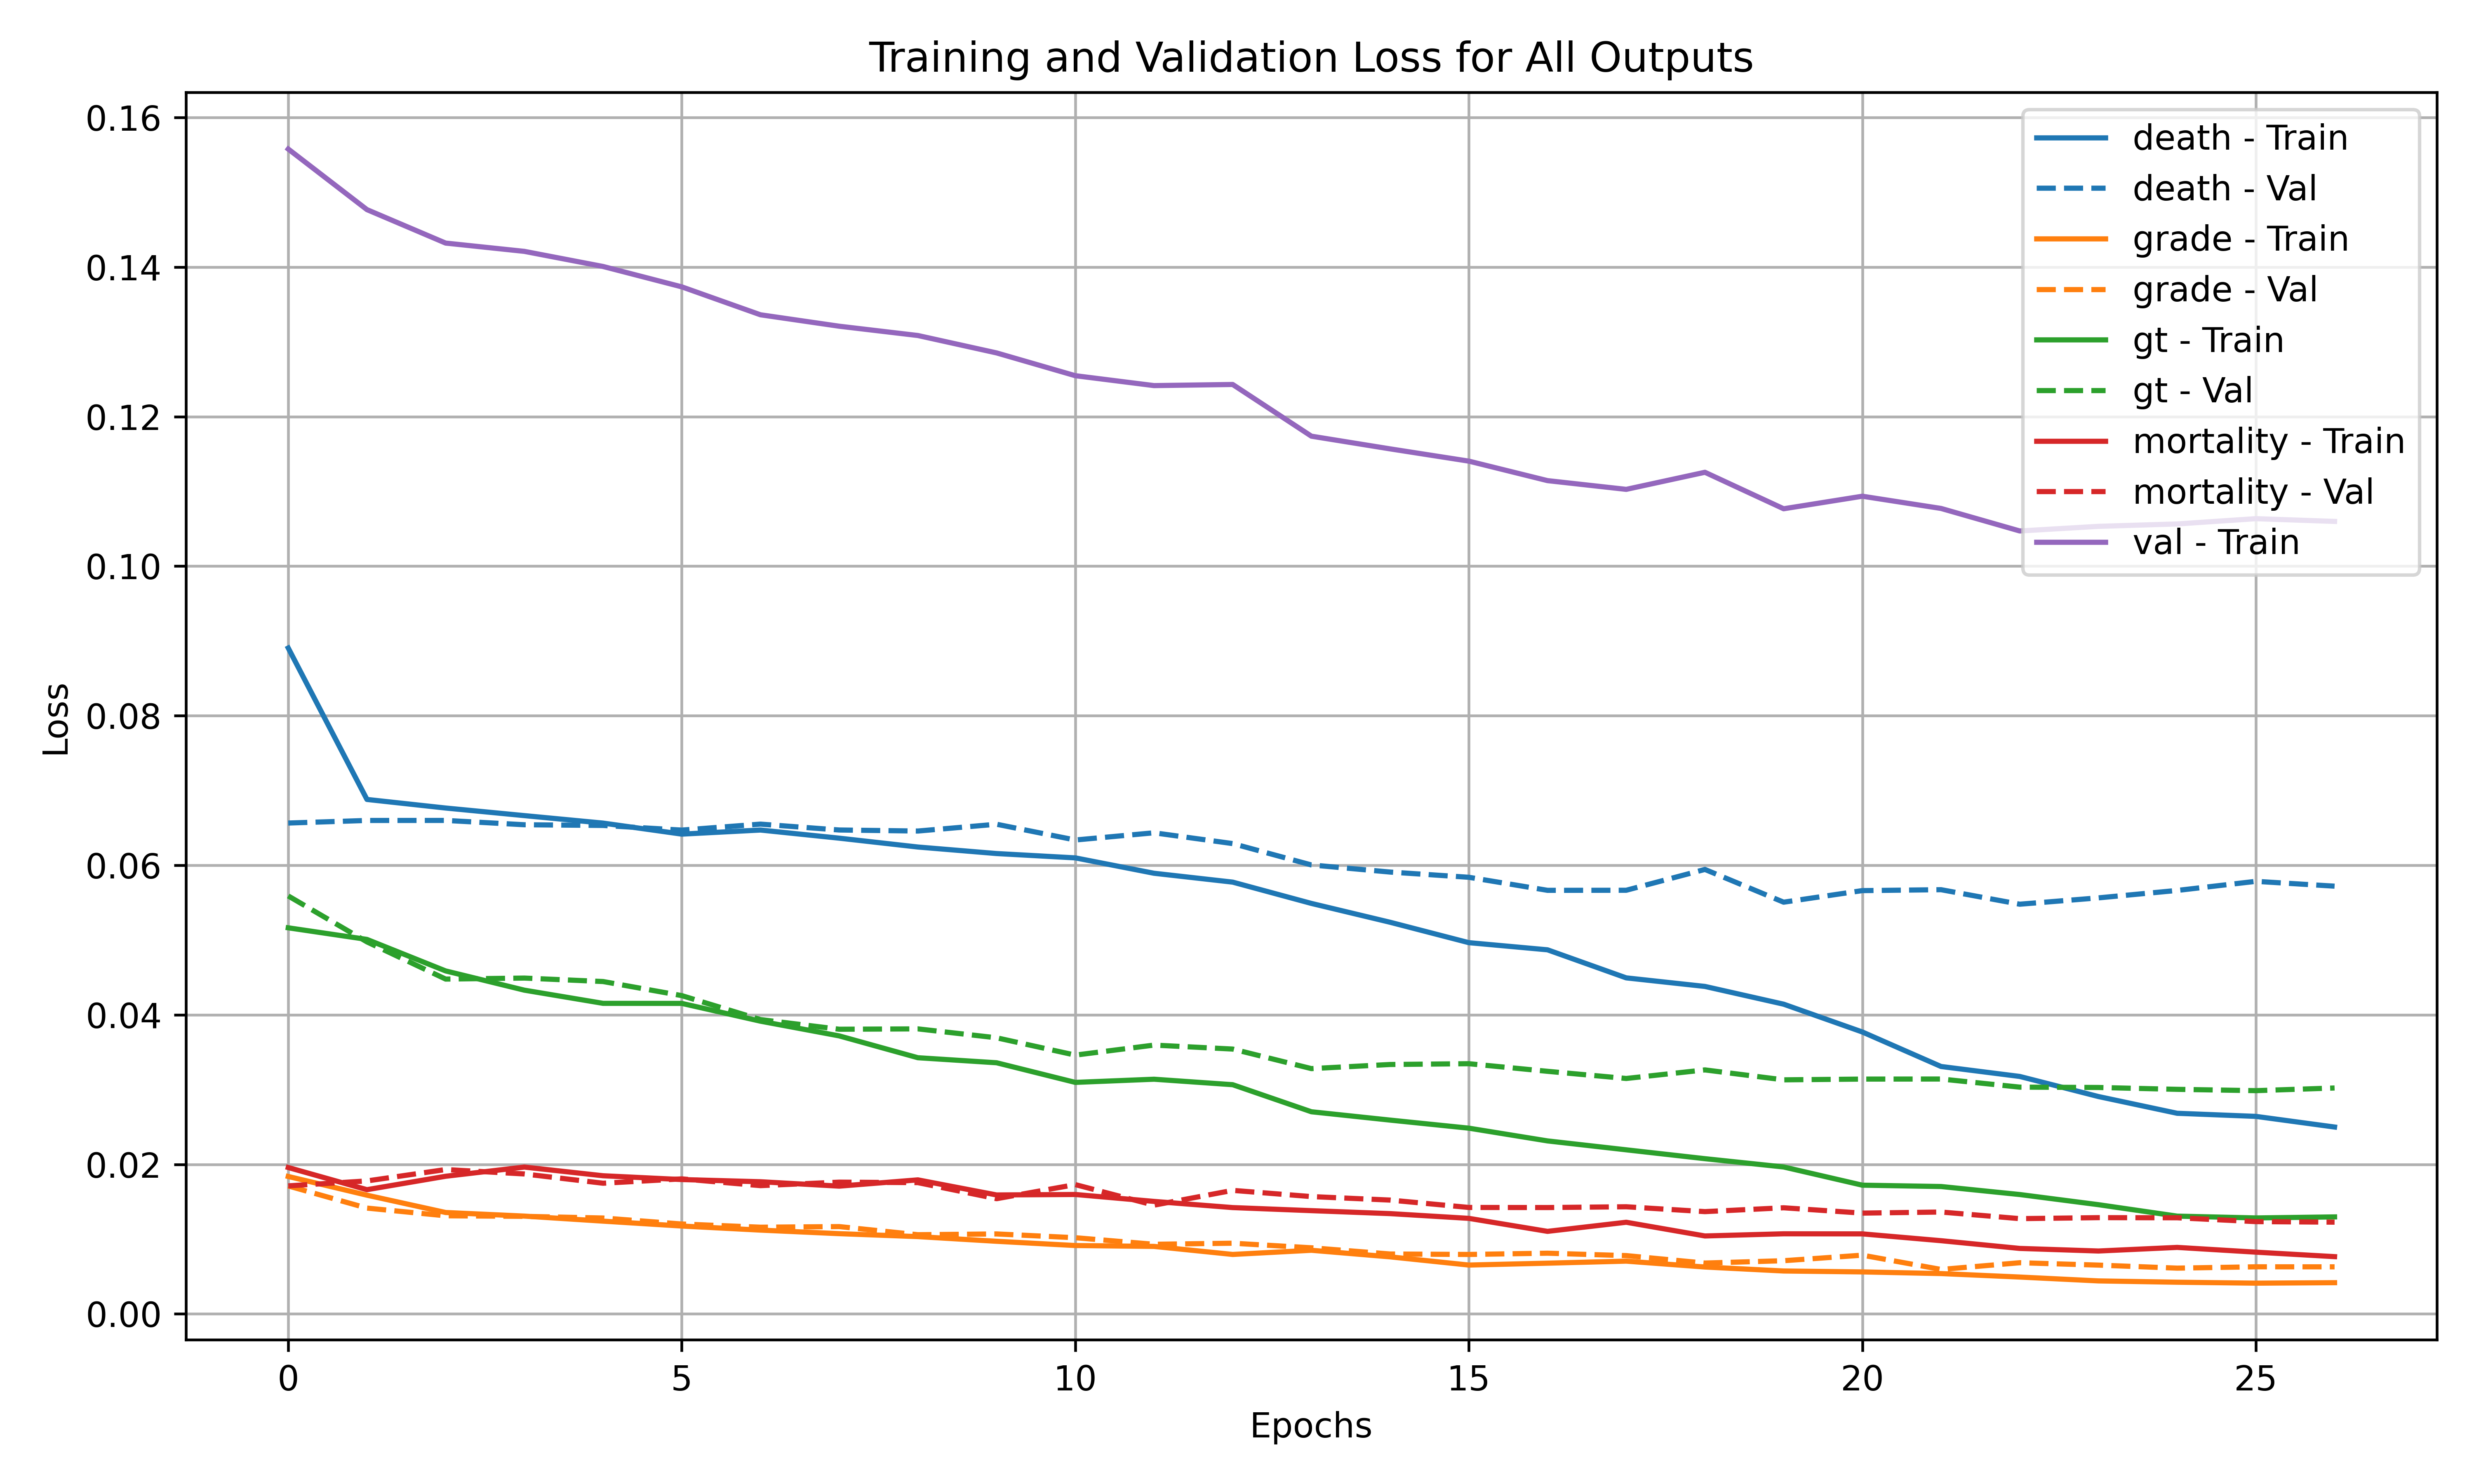 Training and Validation Loss for All Outputs
0.16
0.14
0.12
0.10
0.08
0.06
0.04
0.02
0.00
Loss
death - Train
death - Val
grade - Train
grade - Val
gt - Train
gt - Val
mortality - Train
mortality - Val
val - Train
0 5 10 15 20 25
Epochs